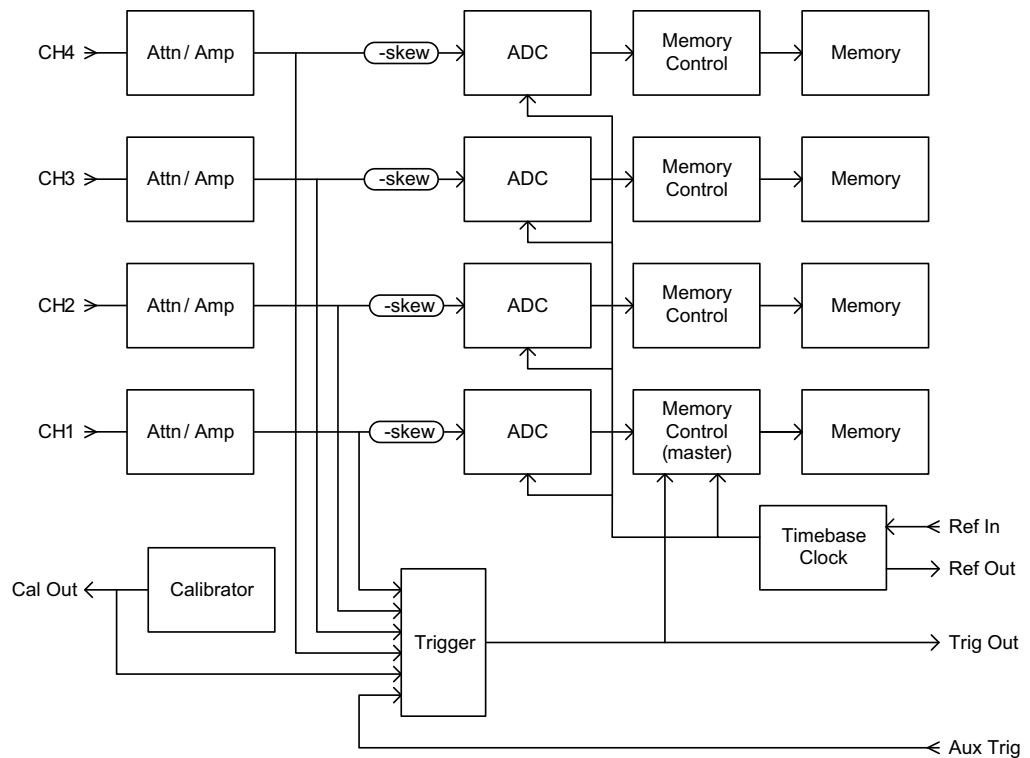 CH4
Attn / Amp
-skew
ADC
Memory
Control
Memory
CH3
Attn / Amp
-skew
ADC
Memory
Control
Memory
CH2
Attn / Amp
-skew
ADC
Memory
Control
Memory
CH1
Attn / Amp
-skew
ADC
Memory
Control
(master)
Memory
Timebase
Clock
Ref In
Ref Out
Cal Out
Calibrator
Trigger
Trig Out
Aux Trig